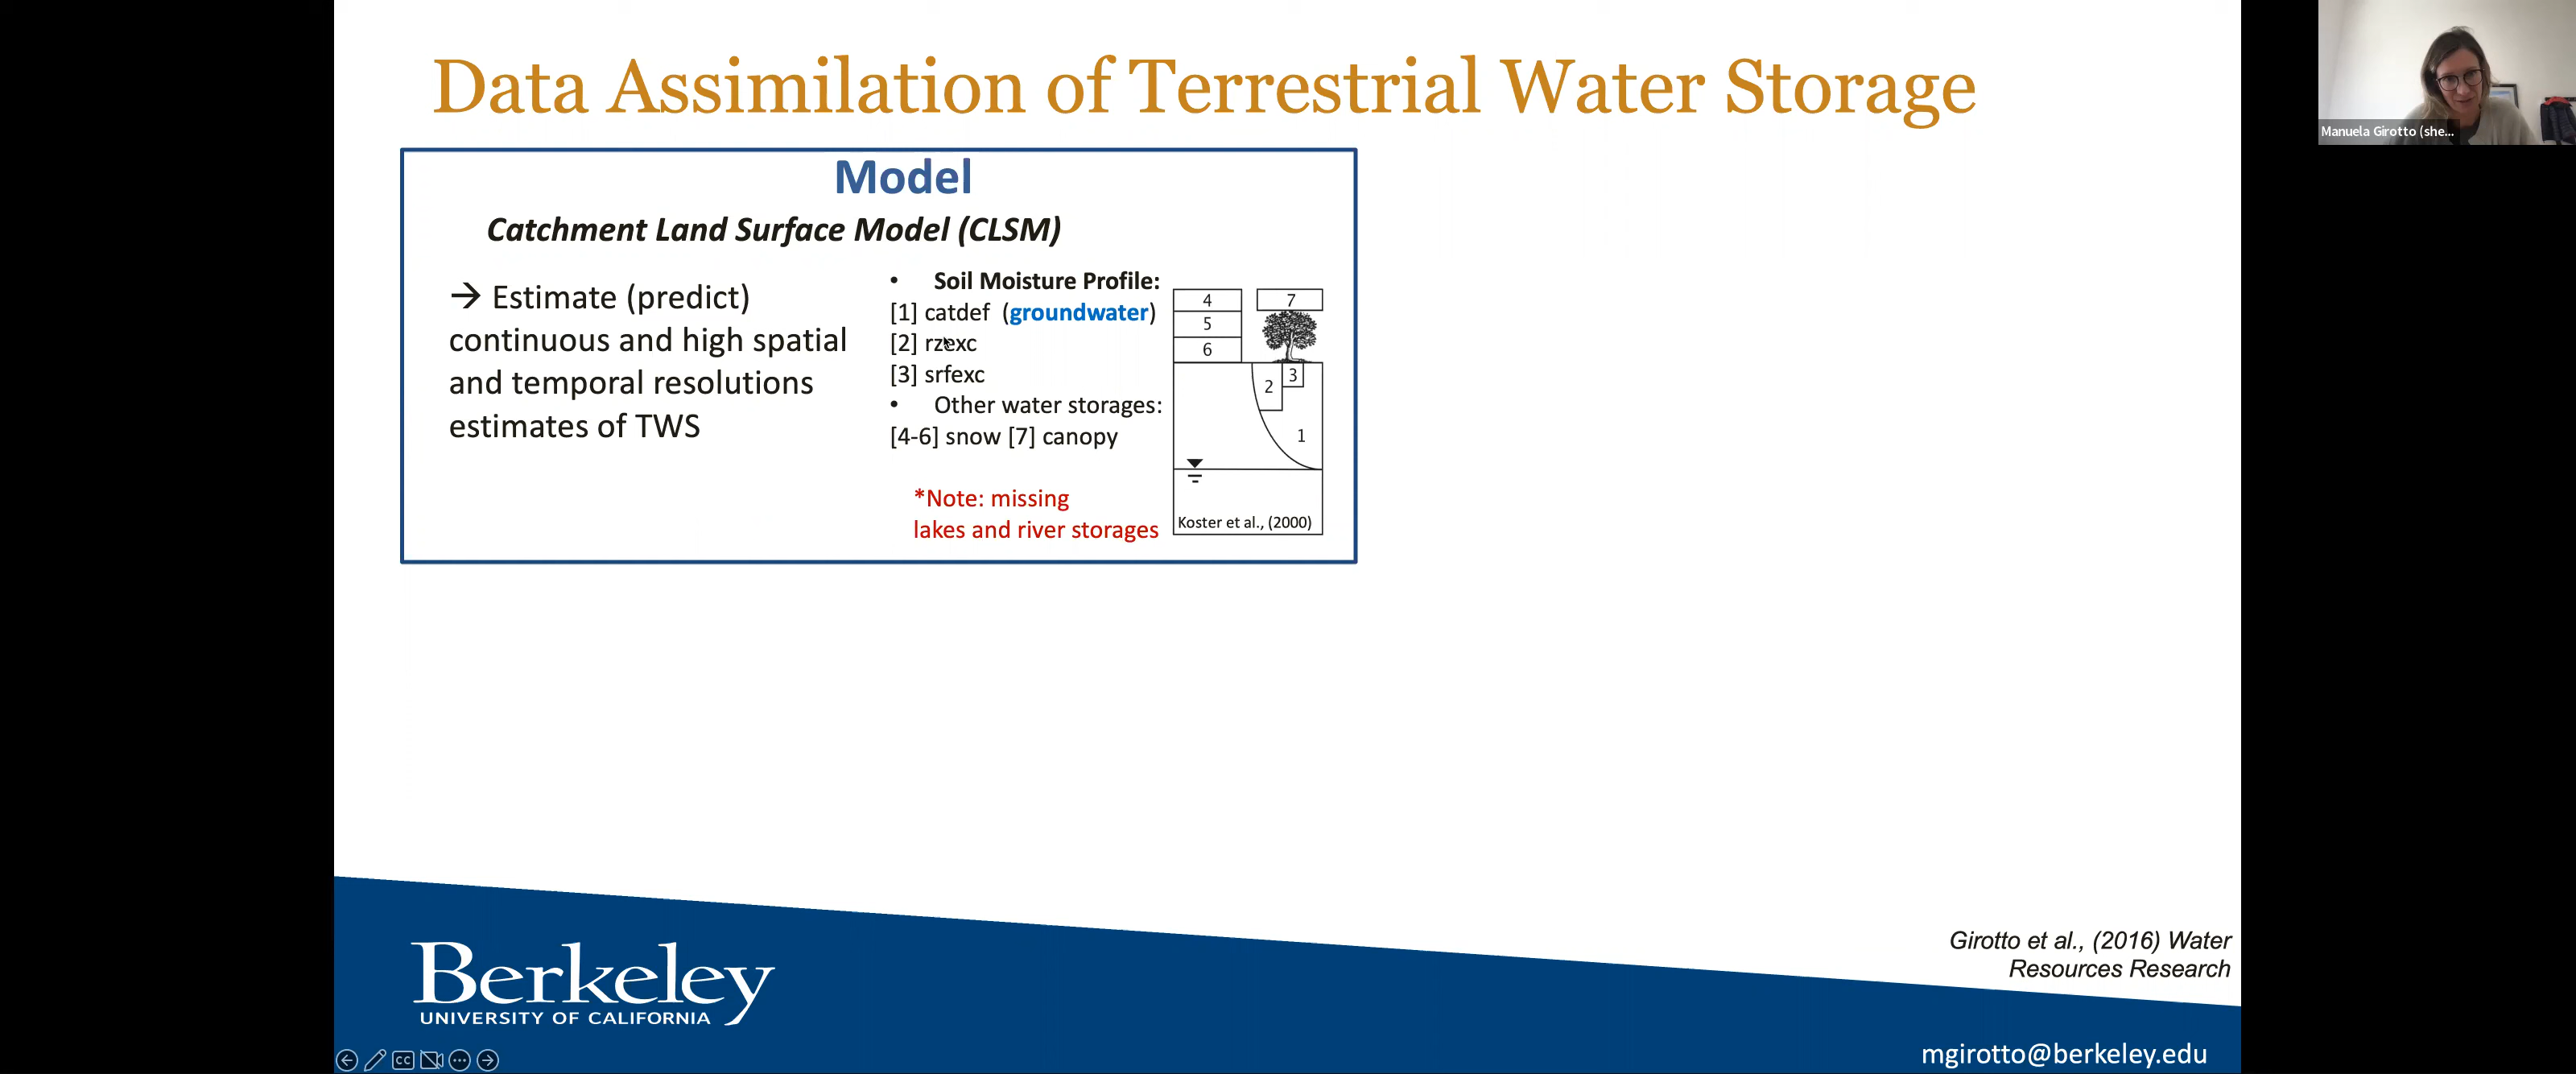 Data Assimilation of Terrestrial Water Storage
Manuela Girotto (she...
Model
Catchment Land Surface Model (CLSM)
→ Estimate (predict)
continuous and high spatial
and temporal resolutions
estimates of TWS
• Soil Moisture Profile:
[1] catdef (groundwater)
[2] rzexc
[3] srfexc
• Other water storages:
[4-6] snow [7] canopy
*Note: missing
lakes and river storages
4
5
6
7
3
2
1
Koster et al., (2000)
Girotto et al., (2016) Water
Resources Research
Berkeley
UNIVERSITY OF CALIFORNIA
mgirotto@berkeley.edu
CC